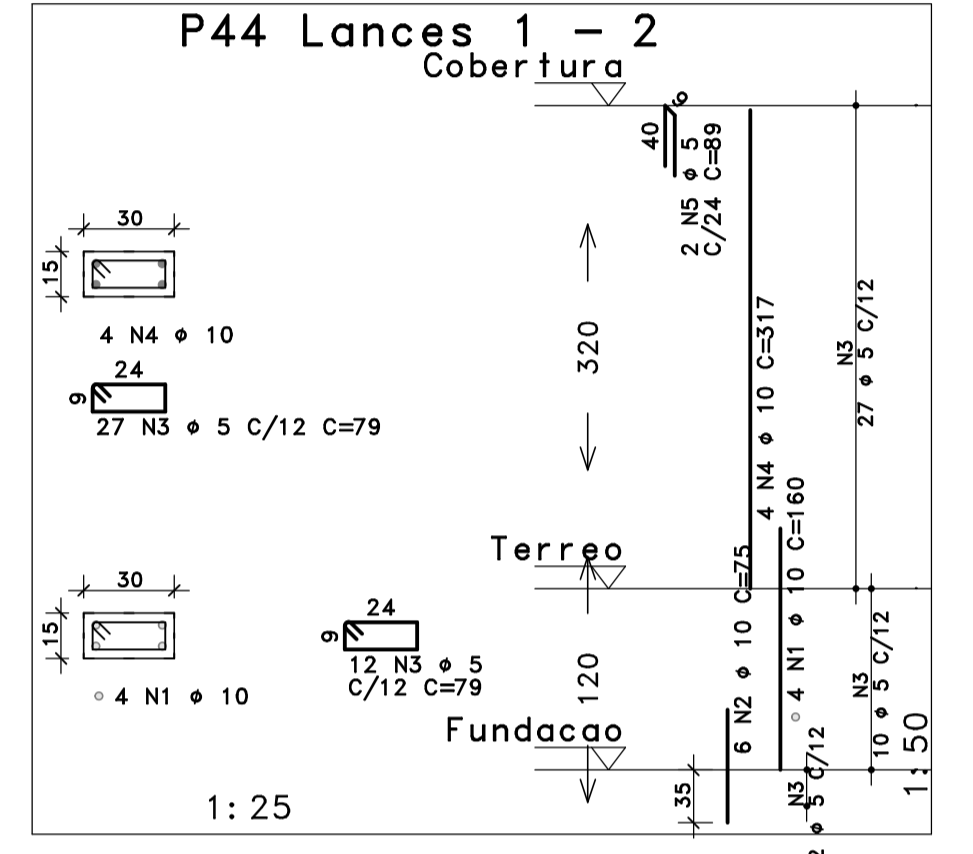 P44 Lances 1 - 2
Cobertura
40
9
2 N5 ϕ 5
C/24 C=89
30
15
4 N4 ϕ 10
24
9
27 N3 ϕ 5 C/12 C=79
320
4 N4 ϕ 10 C=317
N3
27 ϕ 5 C/12
Terreo
30
15
4 N1 ϕ 10
24
9
12 N3 ϕ 5
C/12 C=79
120
6 N2 ϕ 10 C=75
4 N1 ϕ 10 C=160
N3
10 ϕ 5 C/12
Fundacao
35
N3
2 ϕ 5 C/12
1:25
1:50